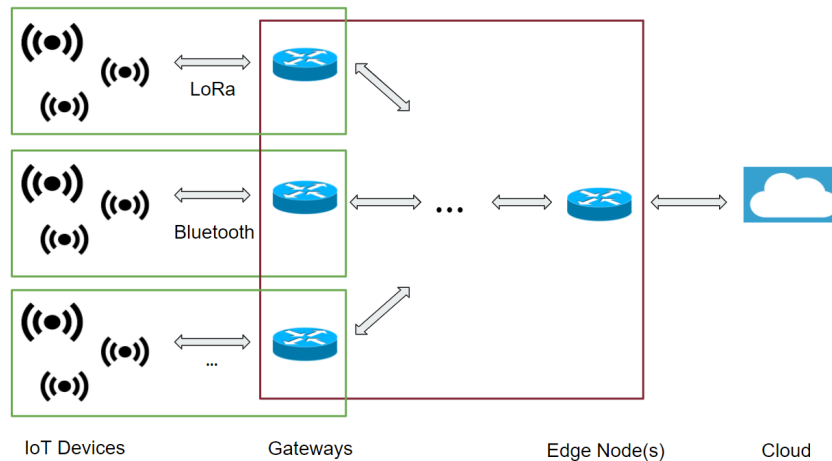 LoRa
Bluetooth
...
...
IoT Devices
Gateways
Edge Node(s)
Cloud